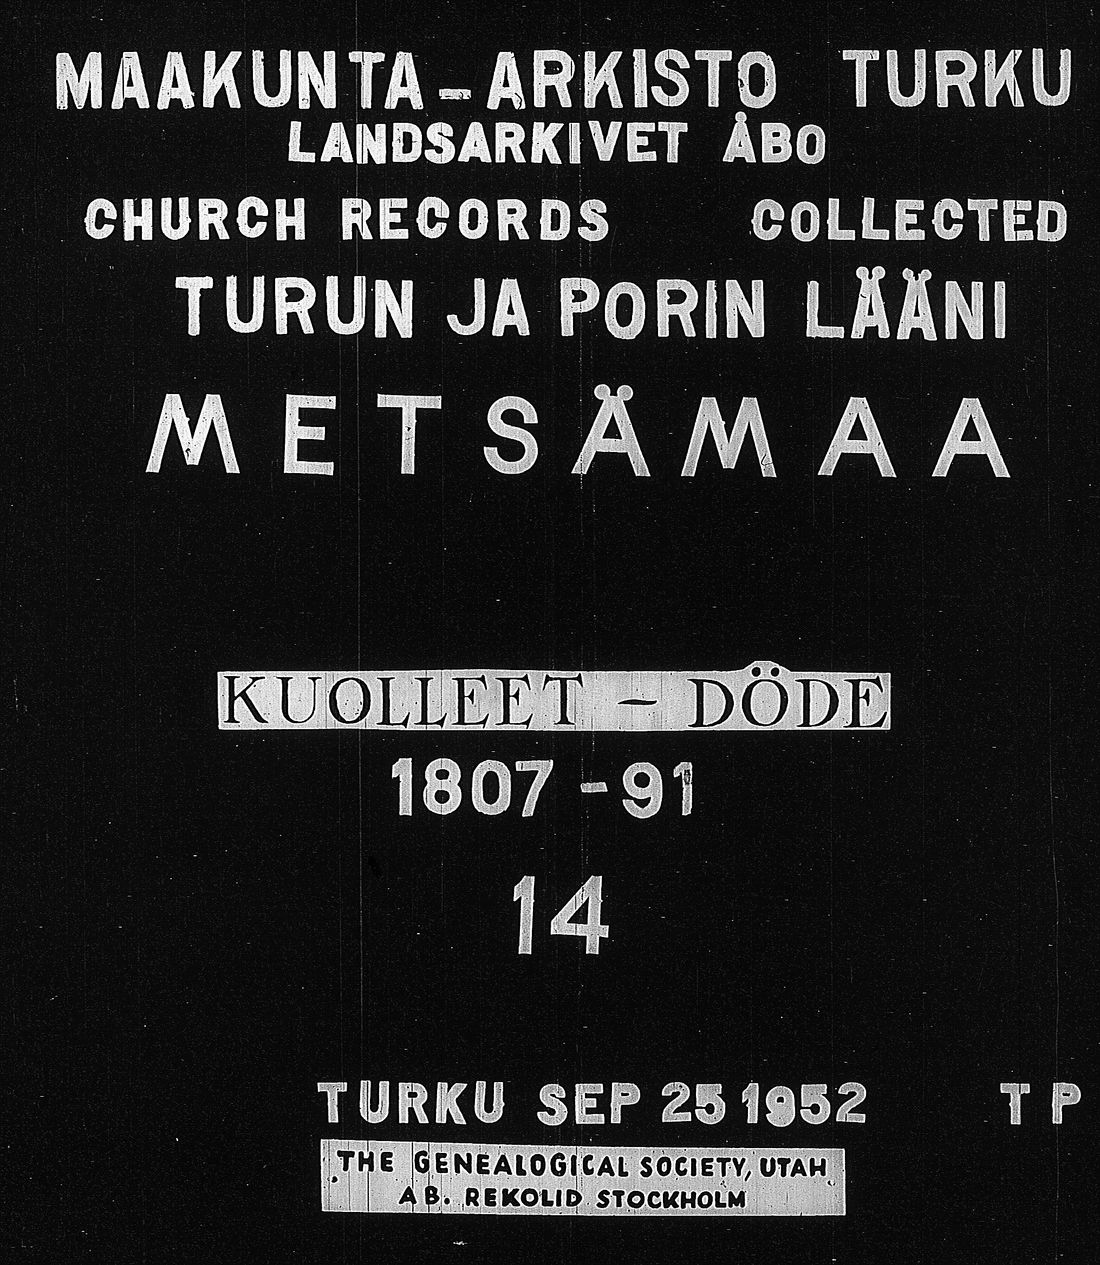 MAAKUNTA-ARKISTO TURKU
LANDSARKIVET ÅBO
CHURCH RECORDS COLLECTED
TURUN JA PORIN LÄÄNI
METSÄMAA
KUOLLEET - DÖDE
1807-91
14
TURKU SEP 25 1952 TP
THE GENEALOGICAL SOCIETY, UTAH
AB. REKOLID STOCKHOLM